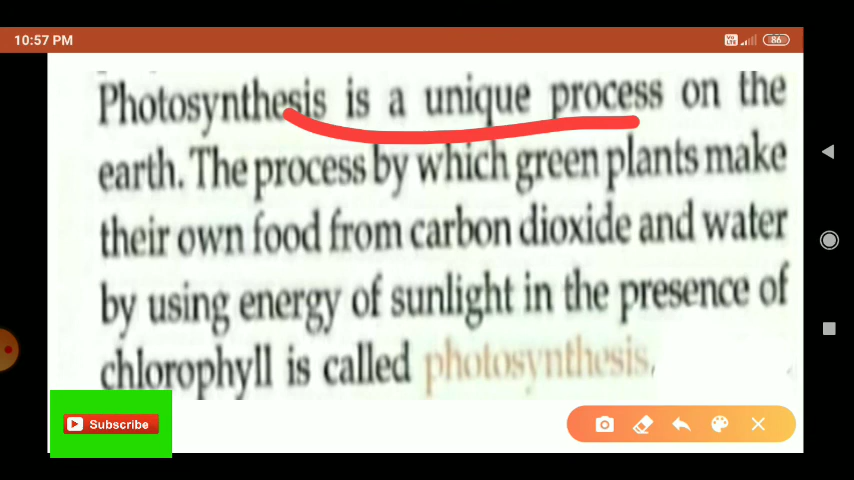 10:57 PM
Vo
LTE
86
Photosynthesis is a unique process on the
earth. The process by which green plants make
their own food from carbon dioxide and water
by using energy of sunlight in the presence of
chlorophyll is called photosynthesis.
Subscribe